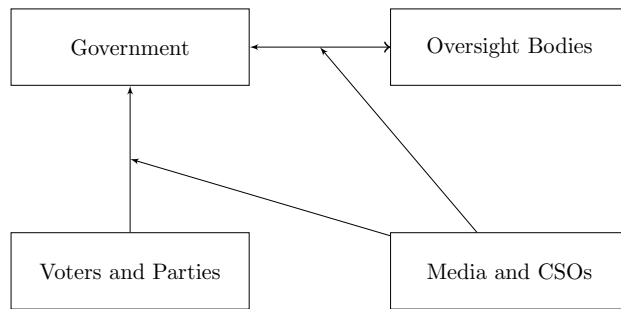 Government
Oversight Bodies
Voters and Parties
Media and CSOs